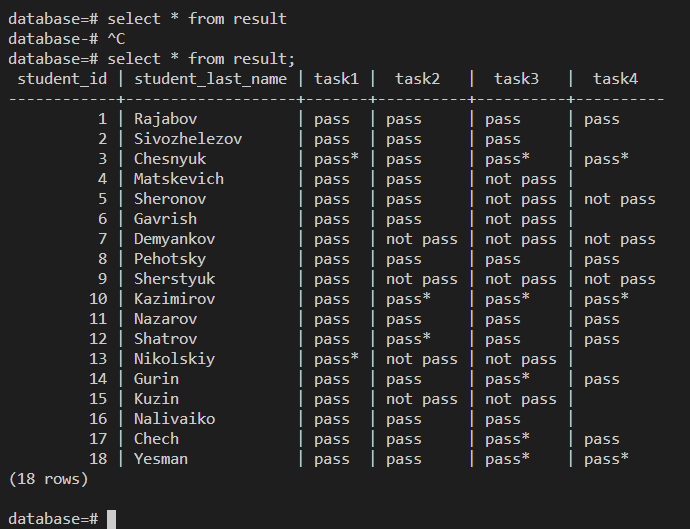 database=# select * from result
database-# ^C
database=# select * from result;
 student_id | student_last_name | task1 |  task2   |  task3   |  task4
------------+-------------------+-------+----------+----------+----------
          1 | Rajabov           | pass  | pass     | pass     | pass
          2 | Sivozhelezov      | pass  | pass     | pass     |
          3 | Chesnyuk          | pass* | pass     | pass*    | pass*
          4 | Matskevich        | pass  | pass     | not pass |
          5 | Sheronov          | pass  | pass     | not pass | not pass
          6 | Gavrish           | pass  | pass     | not pass |
          7 | Demyankov         | pass  | not pass | not pass | not pass
          8 | Pehotsky          | pass  | pass     | pass     | pass
          9 | Sherstyuk         | pass  | not pass | not pass | not pass
         10 | Kazimirov         | pass  | pass*    | pass*    | pass*
         11 | Nazarov           | pass  | pass     | pass     | pass
         12 | Shatrov           | pass  | pass*    | pass     | pass
         13 | Nikolskiy         | pass* | not pass | not pass |
         14 | Gurin             | pass  | pass     | pass*    | pass
         15 | Kuzin             | pass  | not pass | not pass |
         16 | Nalivaiko         | pass  | pass     | pass     |
         17 | Chech             | pass  | pass     | pass*    | pass
         18 | Yesman            | pass  | pass     | pass*    | pass*
(18 rows)
database=#